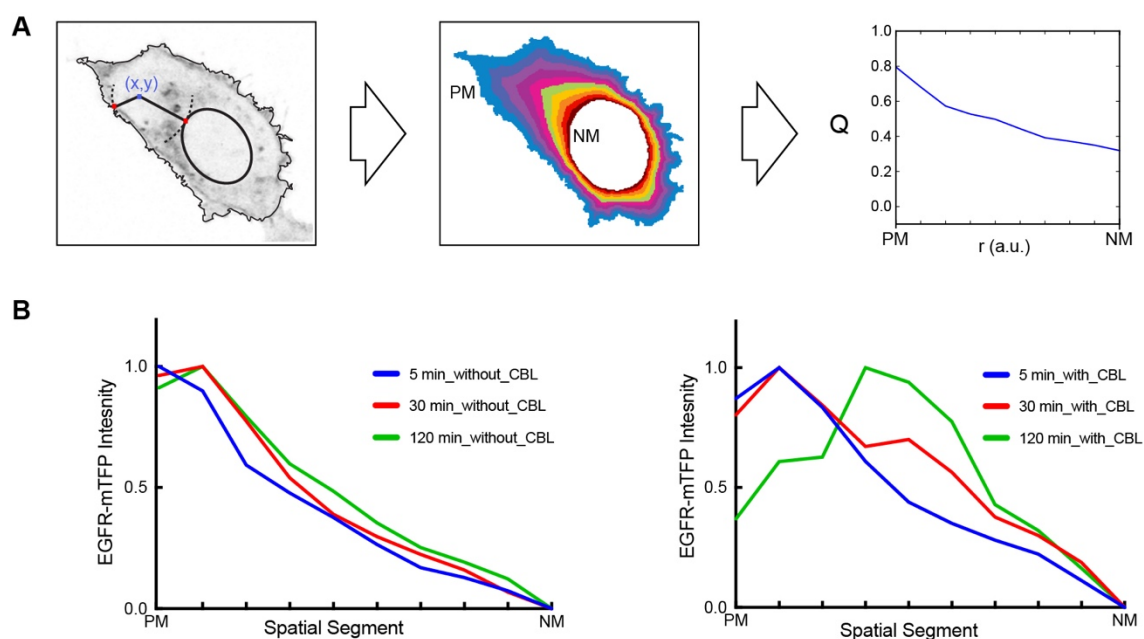 A
(x,y)
PM
NM
Q
1.0
0.8
0.6
0.4
0.2
0.0
PM
r (a.u.)
NM
B
EGFR-mTFP Intesnity
1.0
0.5
0.0
5 min_without_CBL
30 min_without_CBL
120 min_without_CBL
PM
Spatial Segment
NM
EGFR-mTFP Intesnity
1.0
0.5
0.0
5 min_with_CBL
30 min_with_CBL
120 min_with_CBL
PM
Spatial Segment
NM